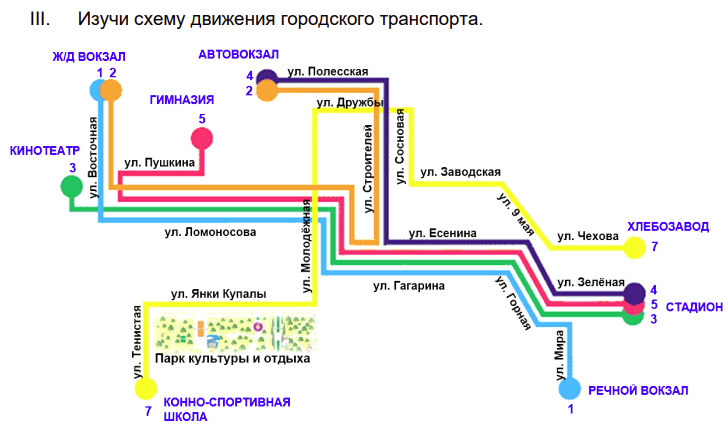 III. Изучи схему движения городского транспорта.
Ж/Д ВОКЗАЛ
1 2
АВТОВОКЗАЛ
4
2
ул. Полесская
ГИМНАЗИЯ
5
ул. Дружбы
КИНОТЕАТР
3
ул. Восточная
ул. Пушкина
ул. Строителей
ул. Сосновая
ул. Заводская
ул. 9 мая
ул. Чехова
ХЛЕБОЗАВОД
7
ул. Ломоносова
ул. Молодёжная
ул. Есенина
ул. Гагарина
ул. Зелёная
4
5
3
СТАДИОН
ул. Янки Купалы
ул. Горная
ул. Тенистая
Парк культуры и отдыха
ул. Мира
7
КОННО-СПОРТИВНАЯ
ШКОЛА
РЕЧНОЙ ВОКЗАЛ
1